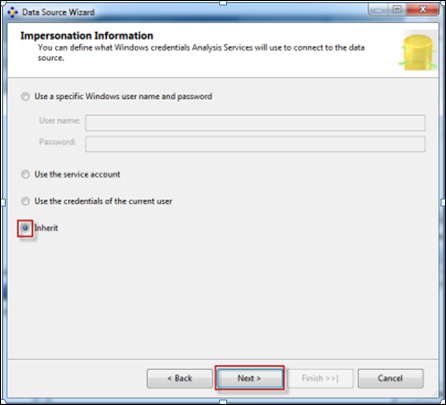 Data Source Wizard
Impersonation Information
You can define what Windows credentials Analysis Services will use to connect to the data
source.
Use a specific Windows user name and password
User name:
Password:
Use the service account
Use the credentials of the current user
Inherit
< Back
Next >
Finish >>|
Cancel